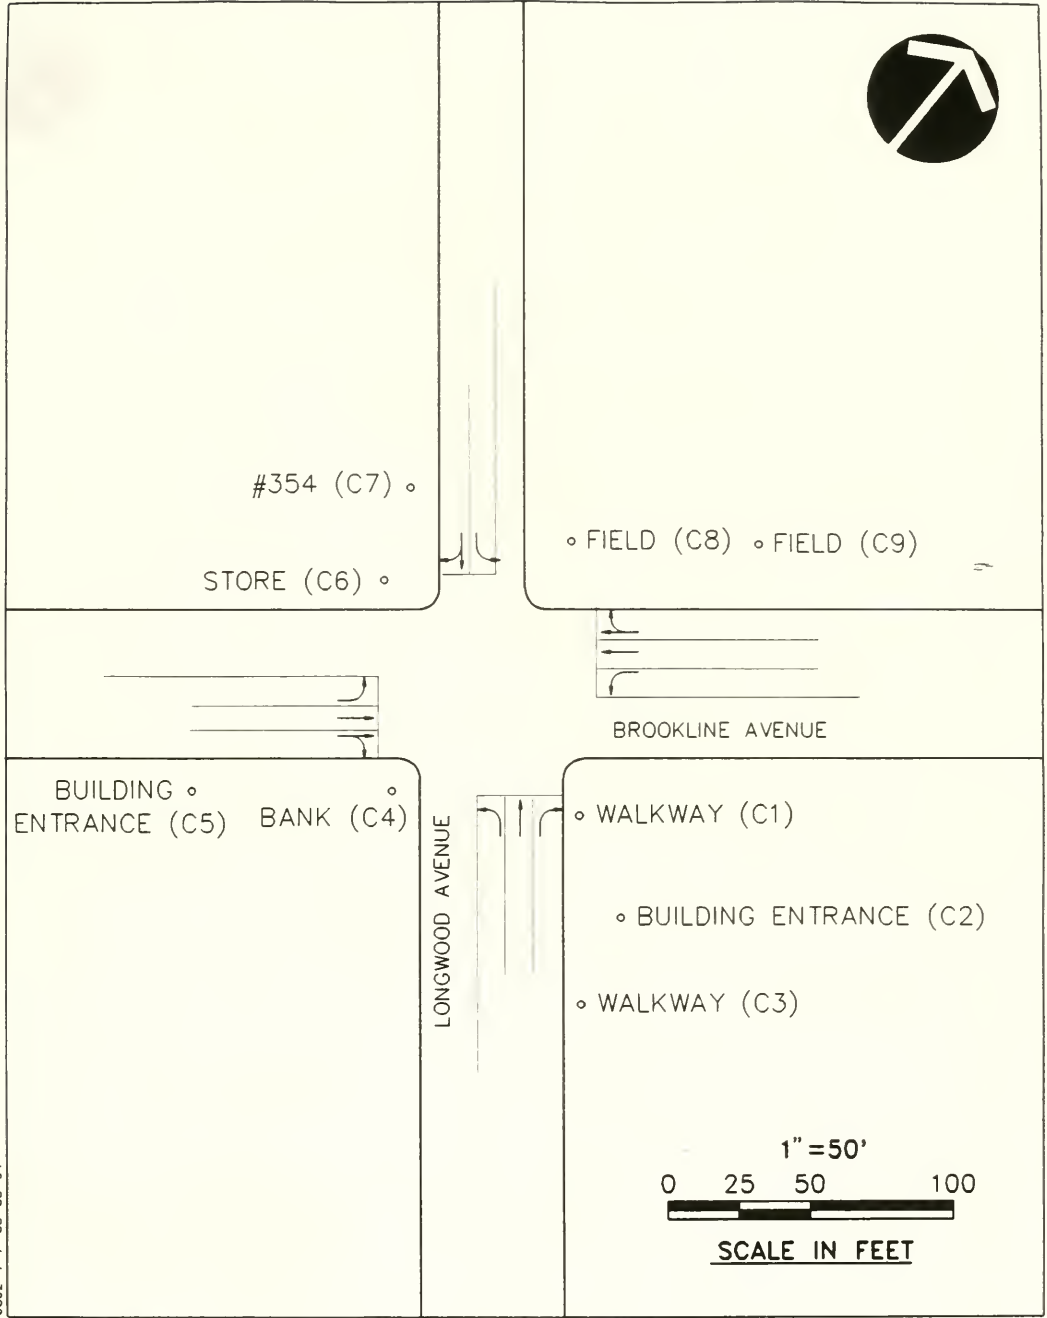 #354 (C7)
FIELD (C8)
FIELD (C9)
STORE (C6)
BROOKLINE AVENUE
BUILDING
ENTRANCE (C5)
BANK (C4)
LONGWOOD AVENUE
WALKWAY (C1)
BUILDING ENTRANCE (C2)
WALKWAY (C3)
1"=50'
0 25 50 100
SCALE IN FEET